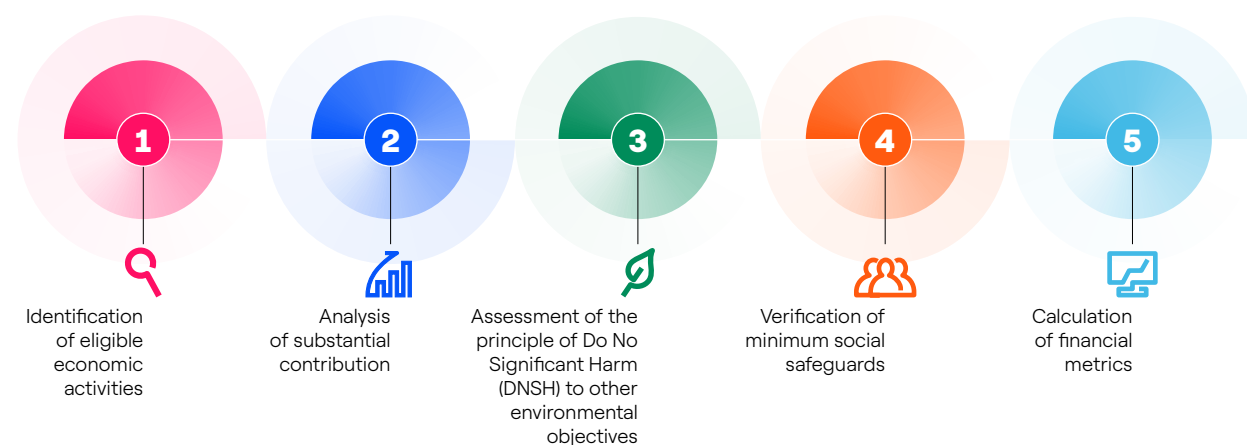 1
Identification
of eligible
economic
activities
2
Analysis
of substantial
contribution
3
Assessment of the
principle of Do No
Significant Harm
(DNSH) to other
environmental
objectives
4
Verification of
minimum social
safeguards
5
Calculation
of financial
metrics